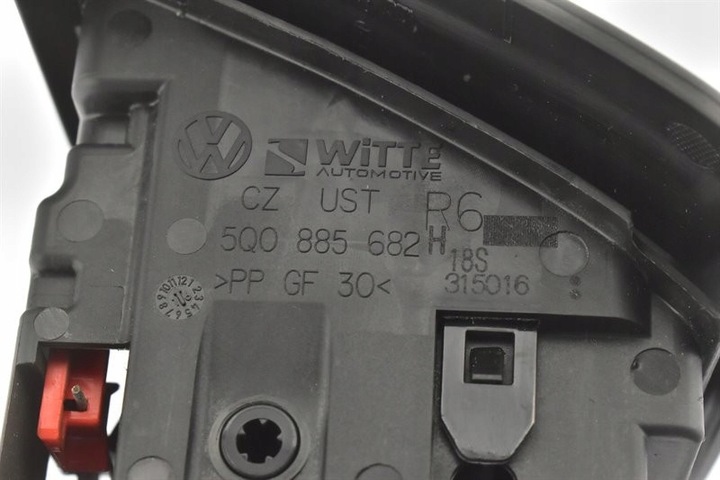 WITTE
AUTOMOTIVE
CZ UST R6
5Q0 885 682 H
18S
>PP GF 30< 315016